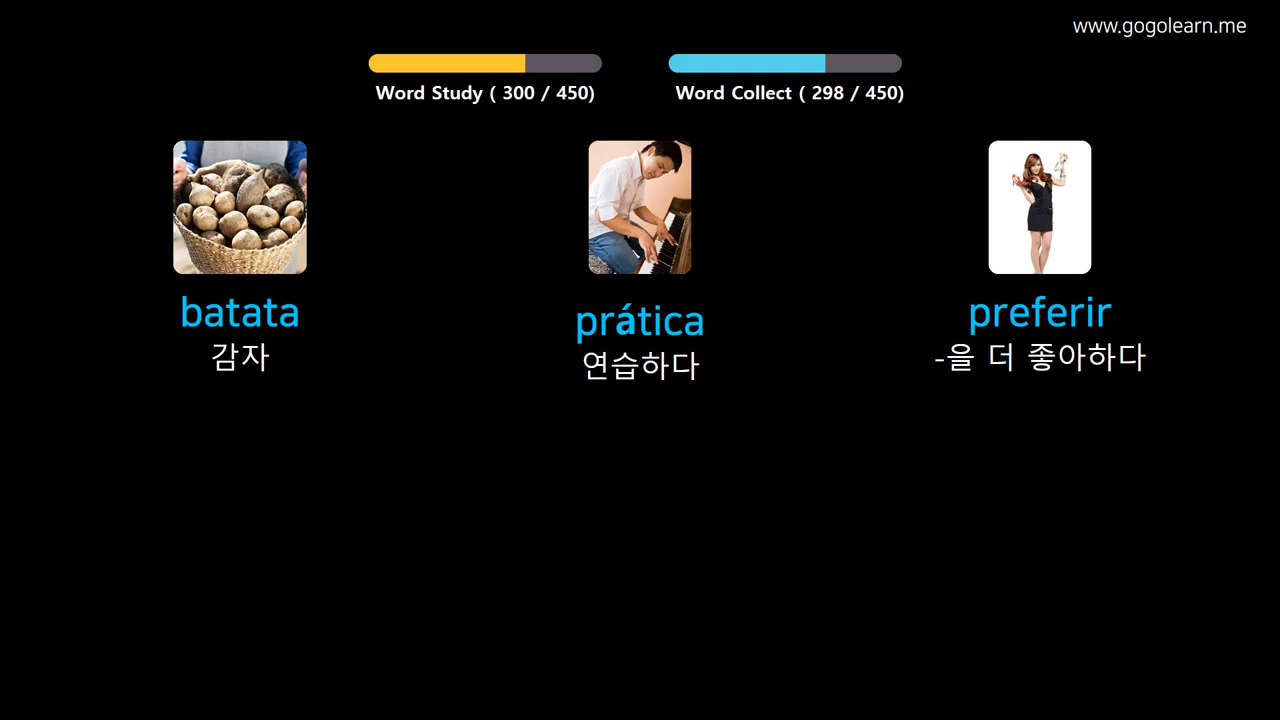 www.gogolearn.me
Word Study ( 300 / 450)
Word Collect ( 298 / 450)
batata
감자
prática
연습하다
preferir
-을 더 좋아하다